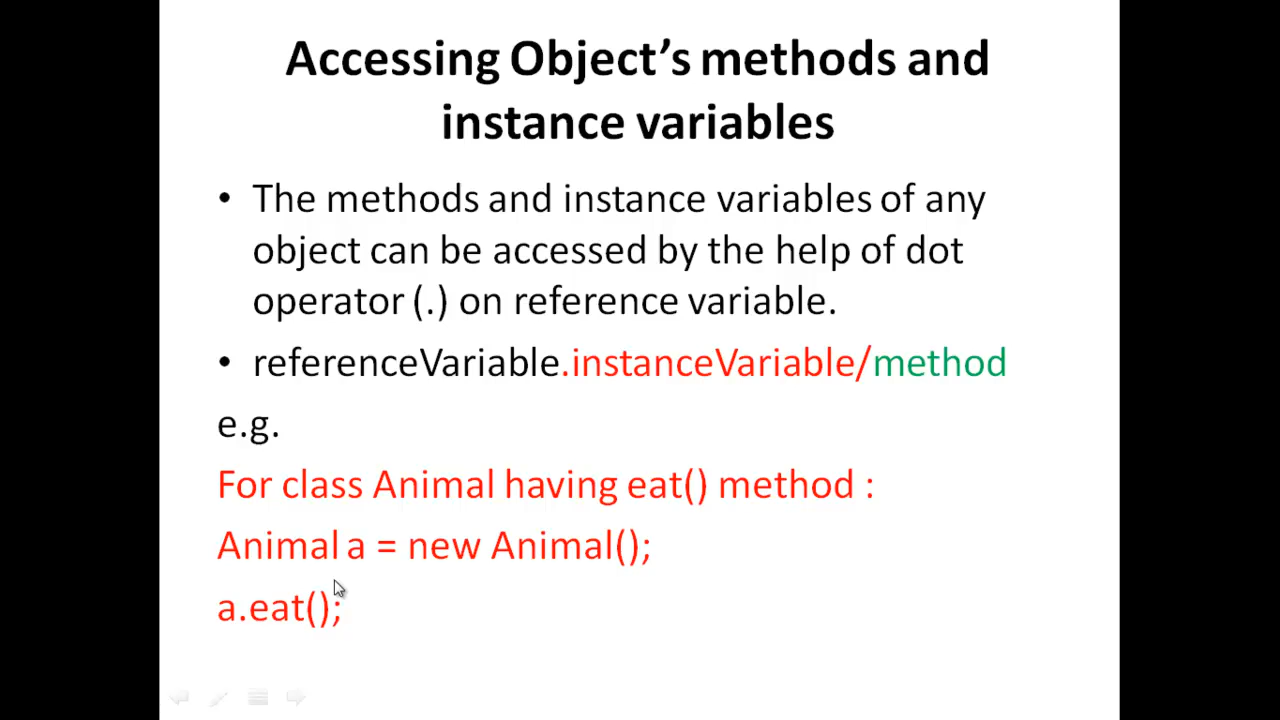 Accessing Object’s methods and
instance variables
• The methods and instance variables of any
object can be accessed by the help of dot
operator (.) on reference variable.
• referenceVariable.instanceVariable/method
e.g.
For class Animal having eat() method :
Animal a = new Animal();
a.eat();